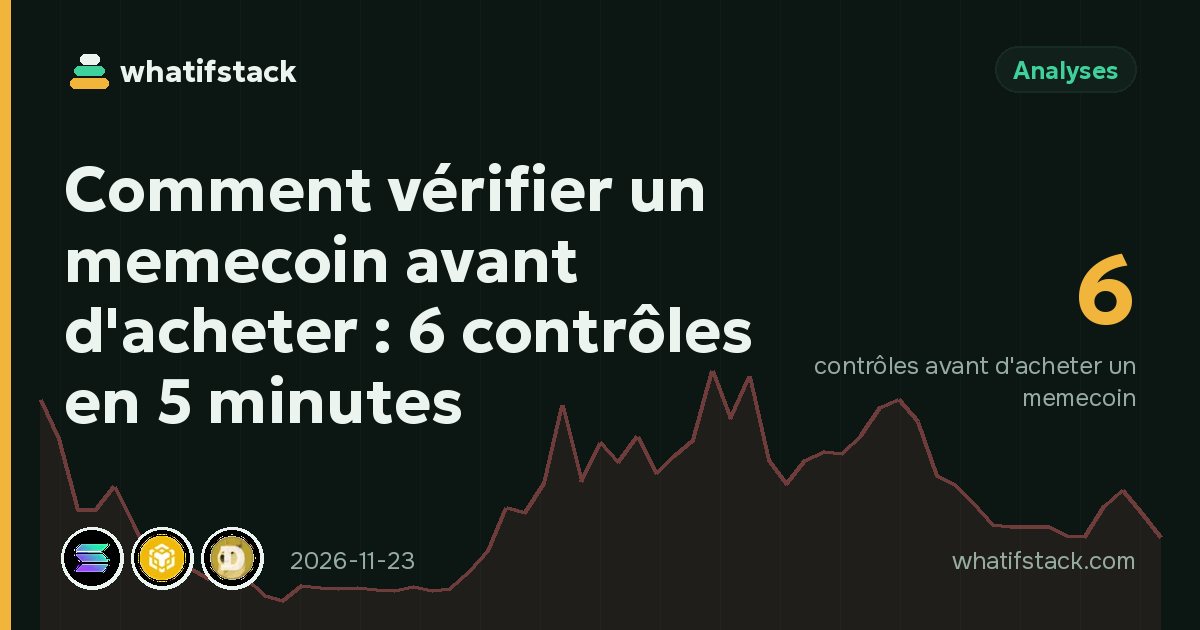 whatifstack
Analyses
Comment vérifier un
memecoin avant
d'acheter : 6 contrôles
en 5 minutes
6
contrôles avant d'acheter un
memecoin
2026-11-23
whatifstack.com